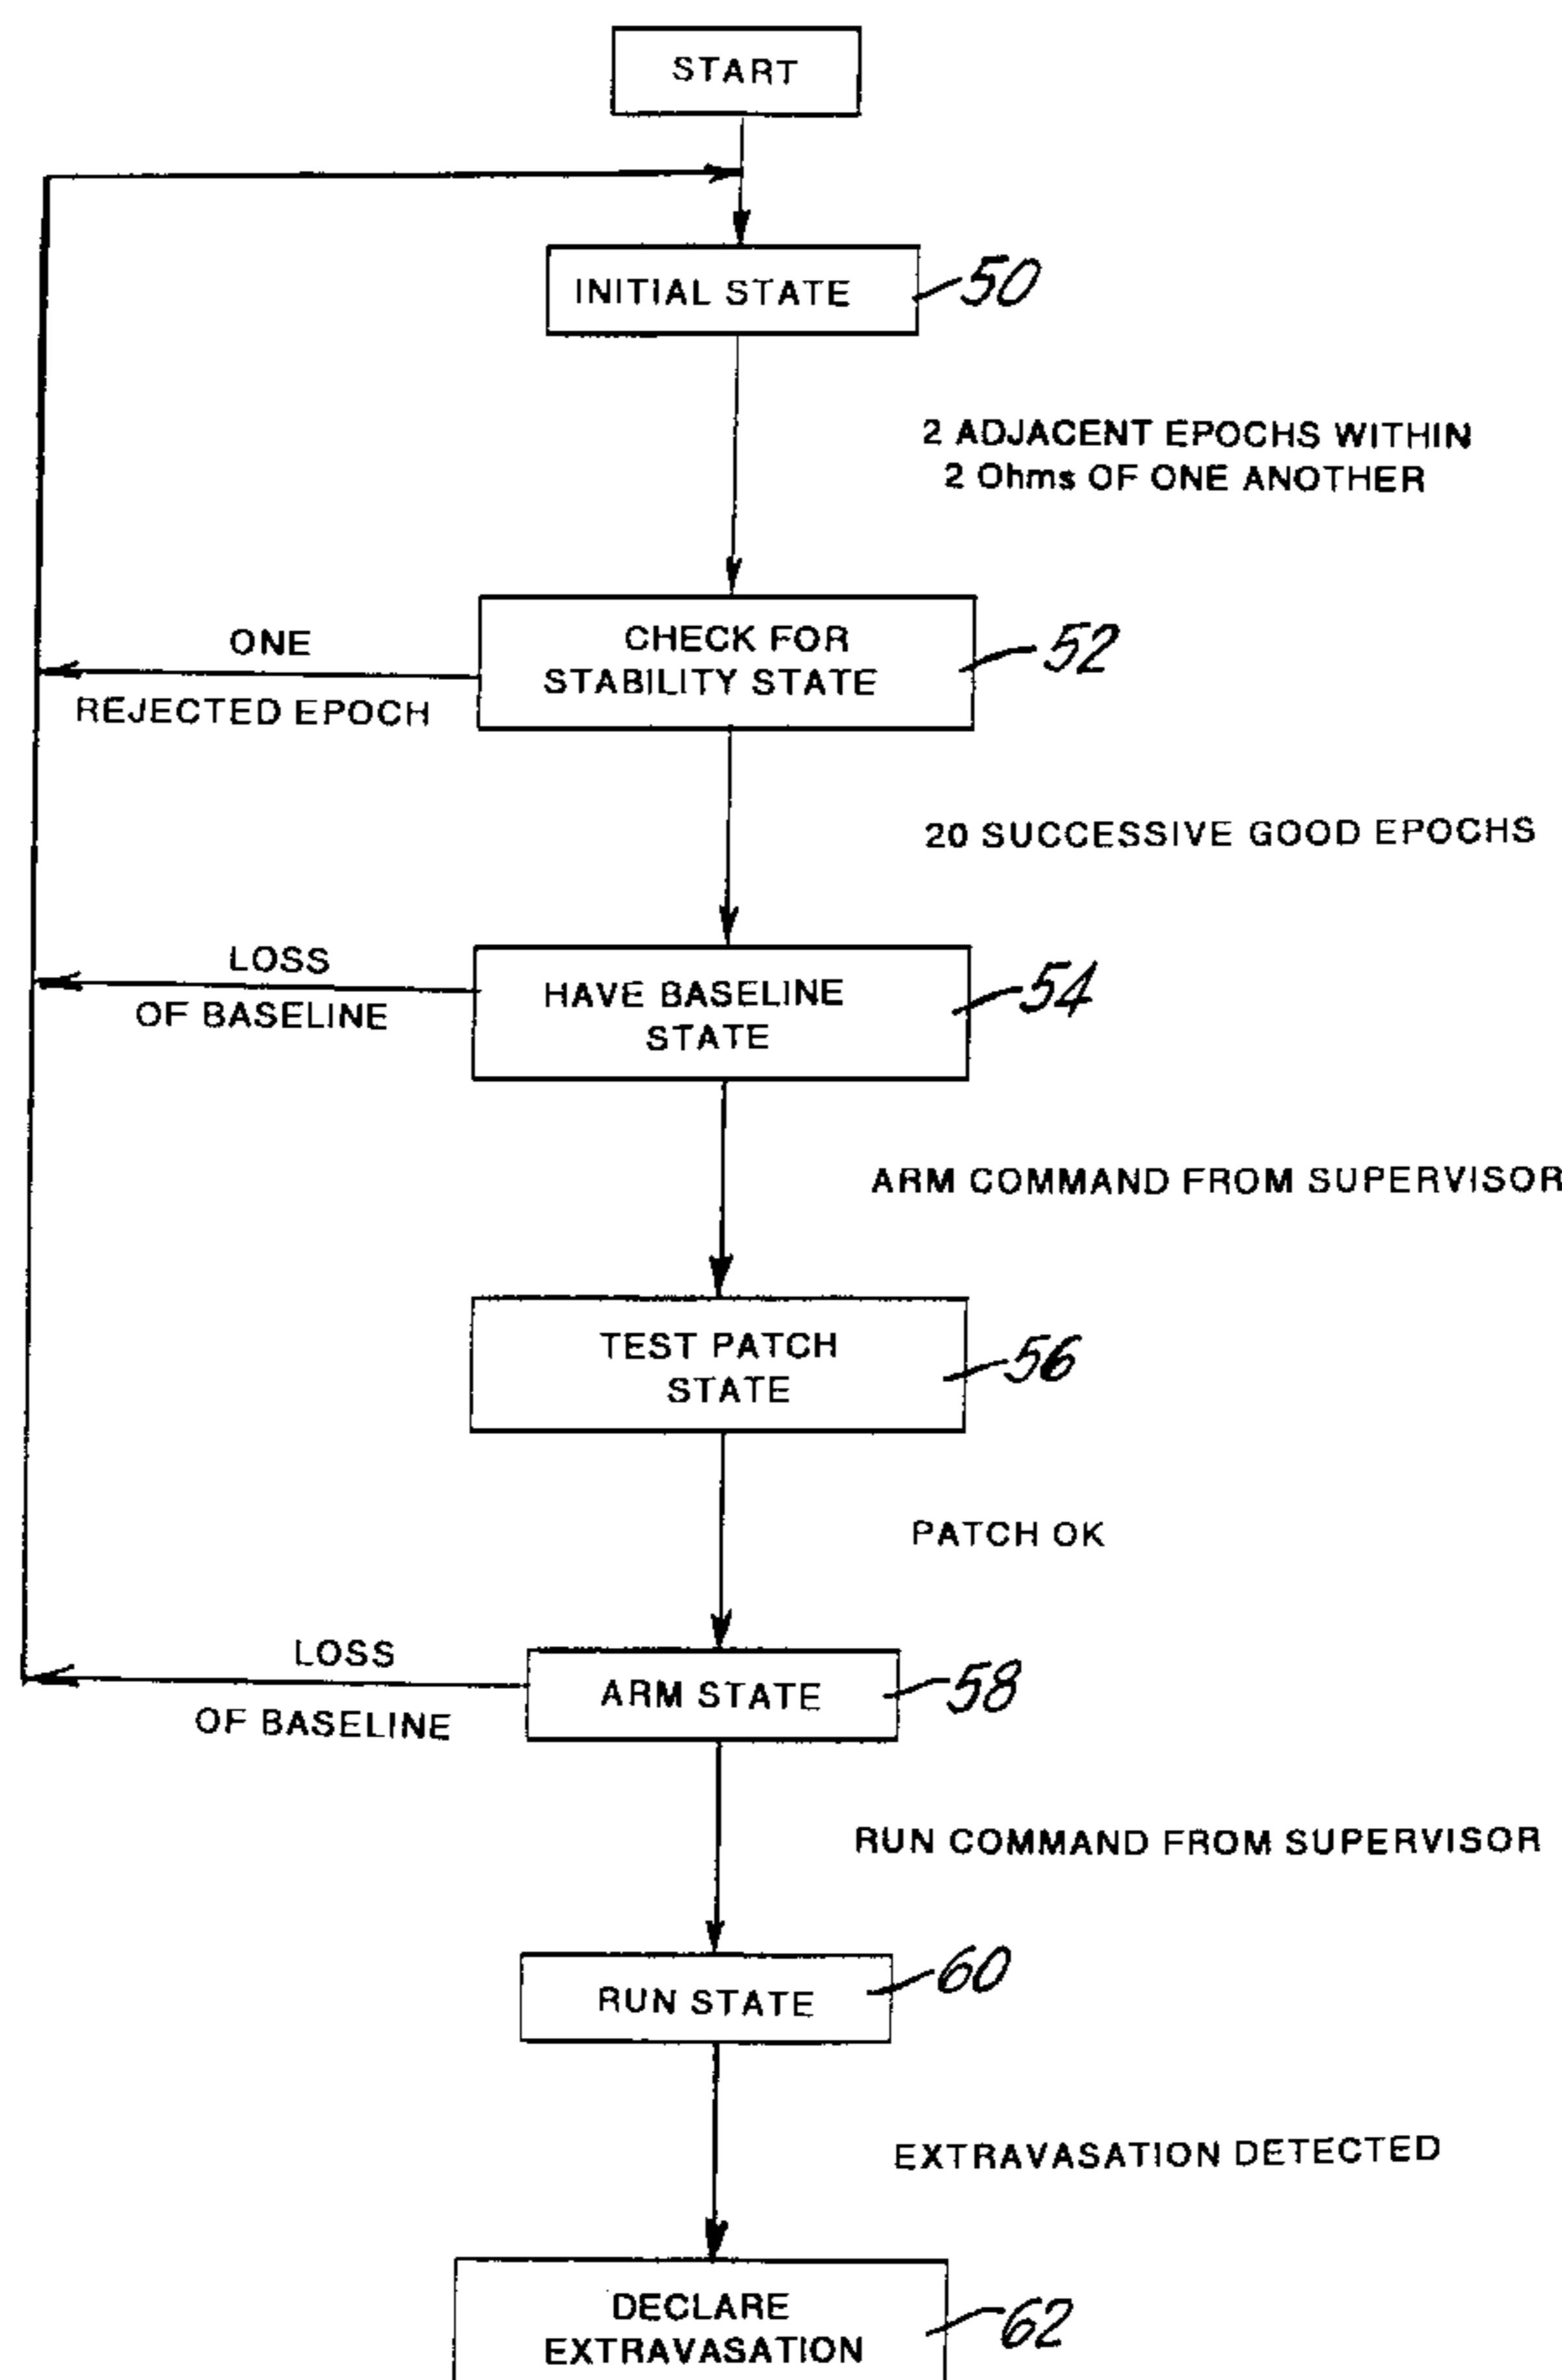 START
INITIAL STATE
50
2 ADJACENT EPOCHS WITHIN
2 Ohms OF ONE ANOTHER
CHECK FOR
STABILITY STATE
52
ONE
REJECTED EPOCH
20 SUCCESSIVE GOOD EPOCHS
LOSS
OF BASELINE
HAVE BASELINE
STATE
54
ARM COMMAND FROM SUPERVISOR
TEST PATCH
STATE
56
PATCH OK
LOSS
OF BASELINE
ARM STATE
58
RUN COMMAND FROM SUPERVISOR
RUN STATE
60
EXTRAVASATION DETECTED
DECLARE
EXTRAVASATION
62